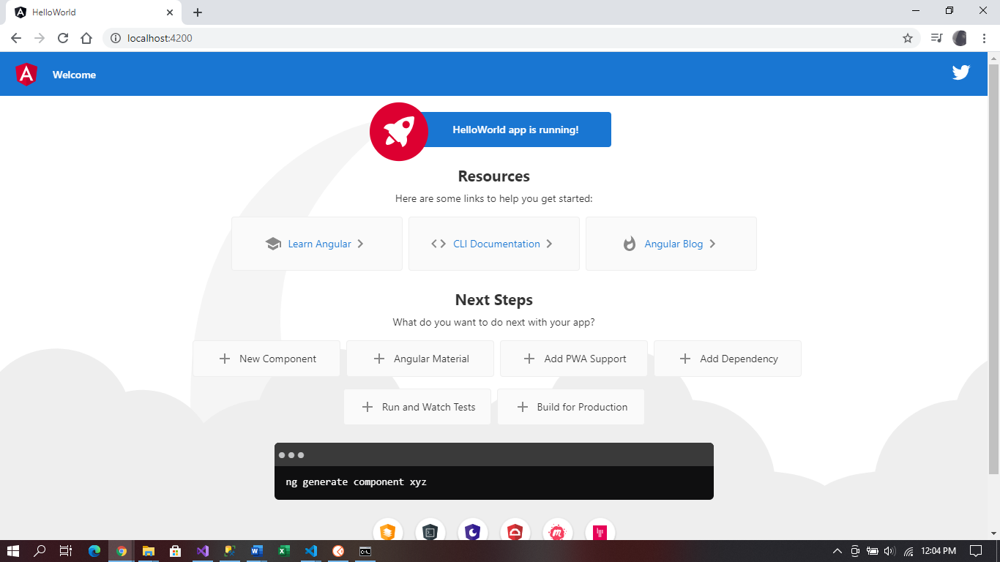 HelloWorld
localhost:4200
Welcome
HelloWorld app is running!
Resources
Here are some links to help you get started:
Learn Angular
CLI Documentation
Angular Blog
Next Steps
What do you want to do next with your app?
New Component
Angular Material
Add PWA Support
Add Dependency
Run and Watch Tests
Build for Production
ng generate component xyz
12:04 PM